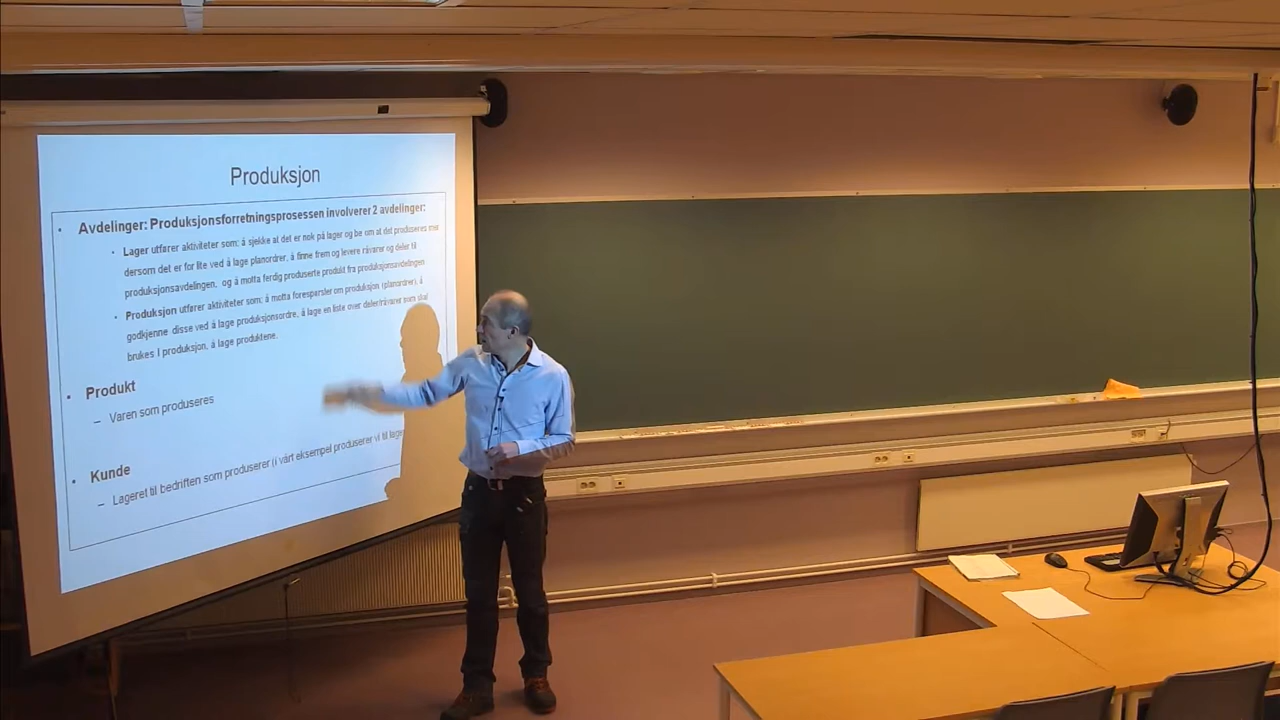 Produksjon
• Avdelinger: Produksjonsforretningsprosessen involverer 2 avdelinger:
• Lager utfører aktiviteter som: å sjekke at det er nok på lager og be om at det produseres mer
dersom det er for lite ved å lage planordrer, å finne frem og levere råvarer og deler til
produksjonsavdelingen, og å motta ferdig produserte produkt fra produksjonsavdelingen
• Produksjon utfører aktiviteter som: å motta forespørsler om produksjon (planordrer), å
godkjenne disse ved å lage produksjonsordre, å lage en liste over deler/råvarer som skal
brukes I produksjon, å lage produktene.
• Produkt
– Varen som produseres
• Kunde
– Lageret til bedriften som produserer (i vårt eksempel produserer vi til lager